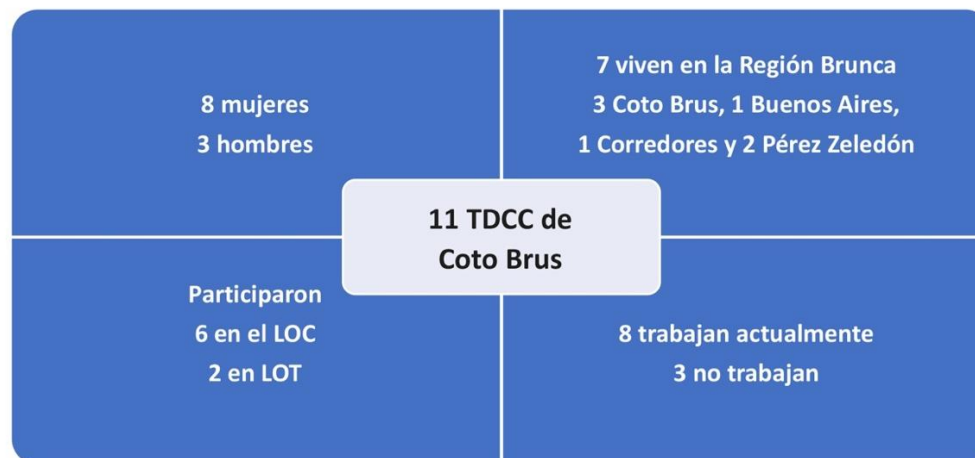 8 mujeres
3 hombres
7 viven en la Región Brunca
3 Coto Brus, 1 Buenos Aires,
1 Corredores y 2 Pérez Zeledón
11 TDCC de
Coto Brus
Participaron
6 en el LOC
2 en LOT
8 trabajan actualmente
3 no trabajan